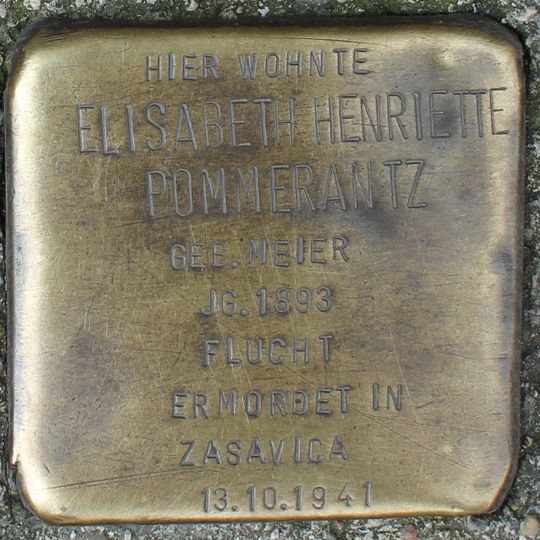 HIER WOHNTE
ELISABETH HENRIETTE
POMMERANTZ
GEB. MEIER
JG. 1893
FLUCHT
ERMORDET IN
ZASAVICA
13.10.1941